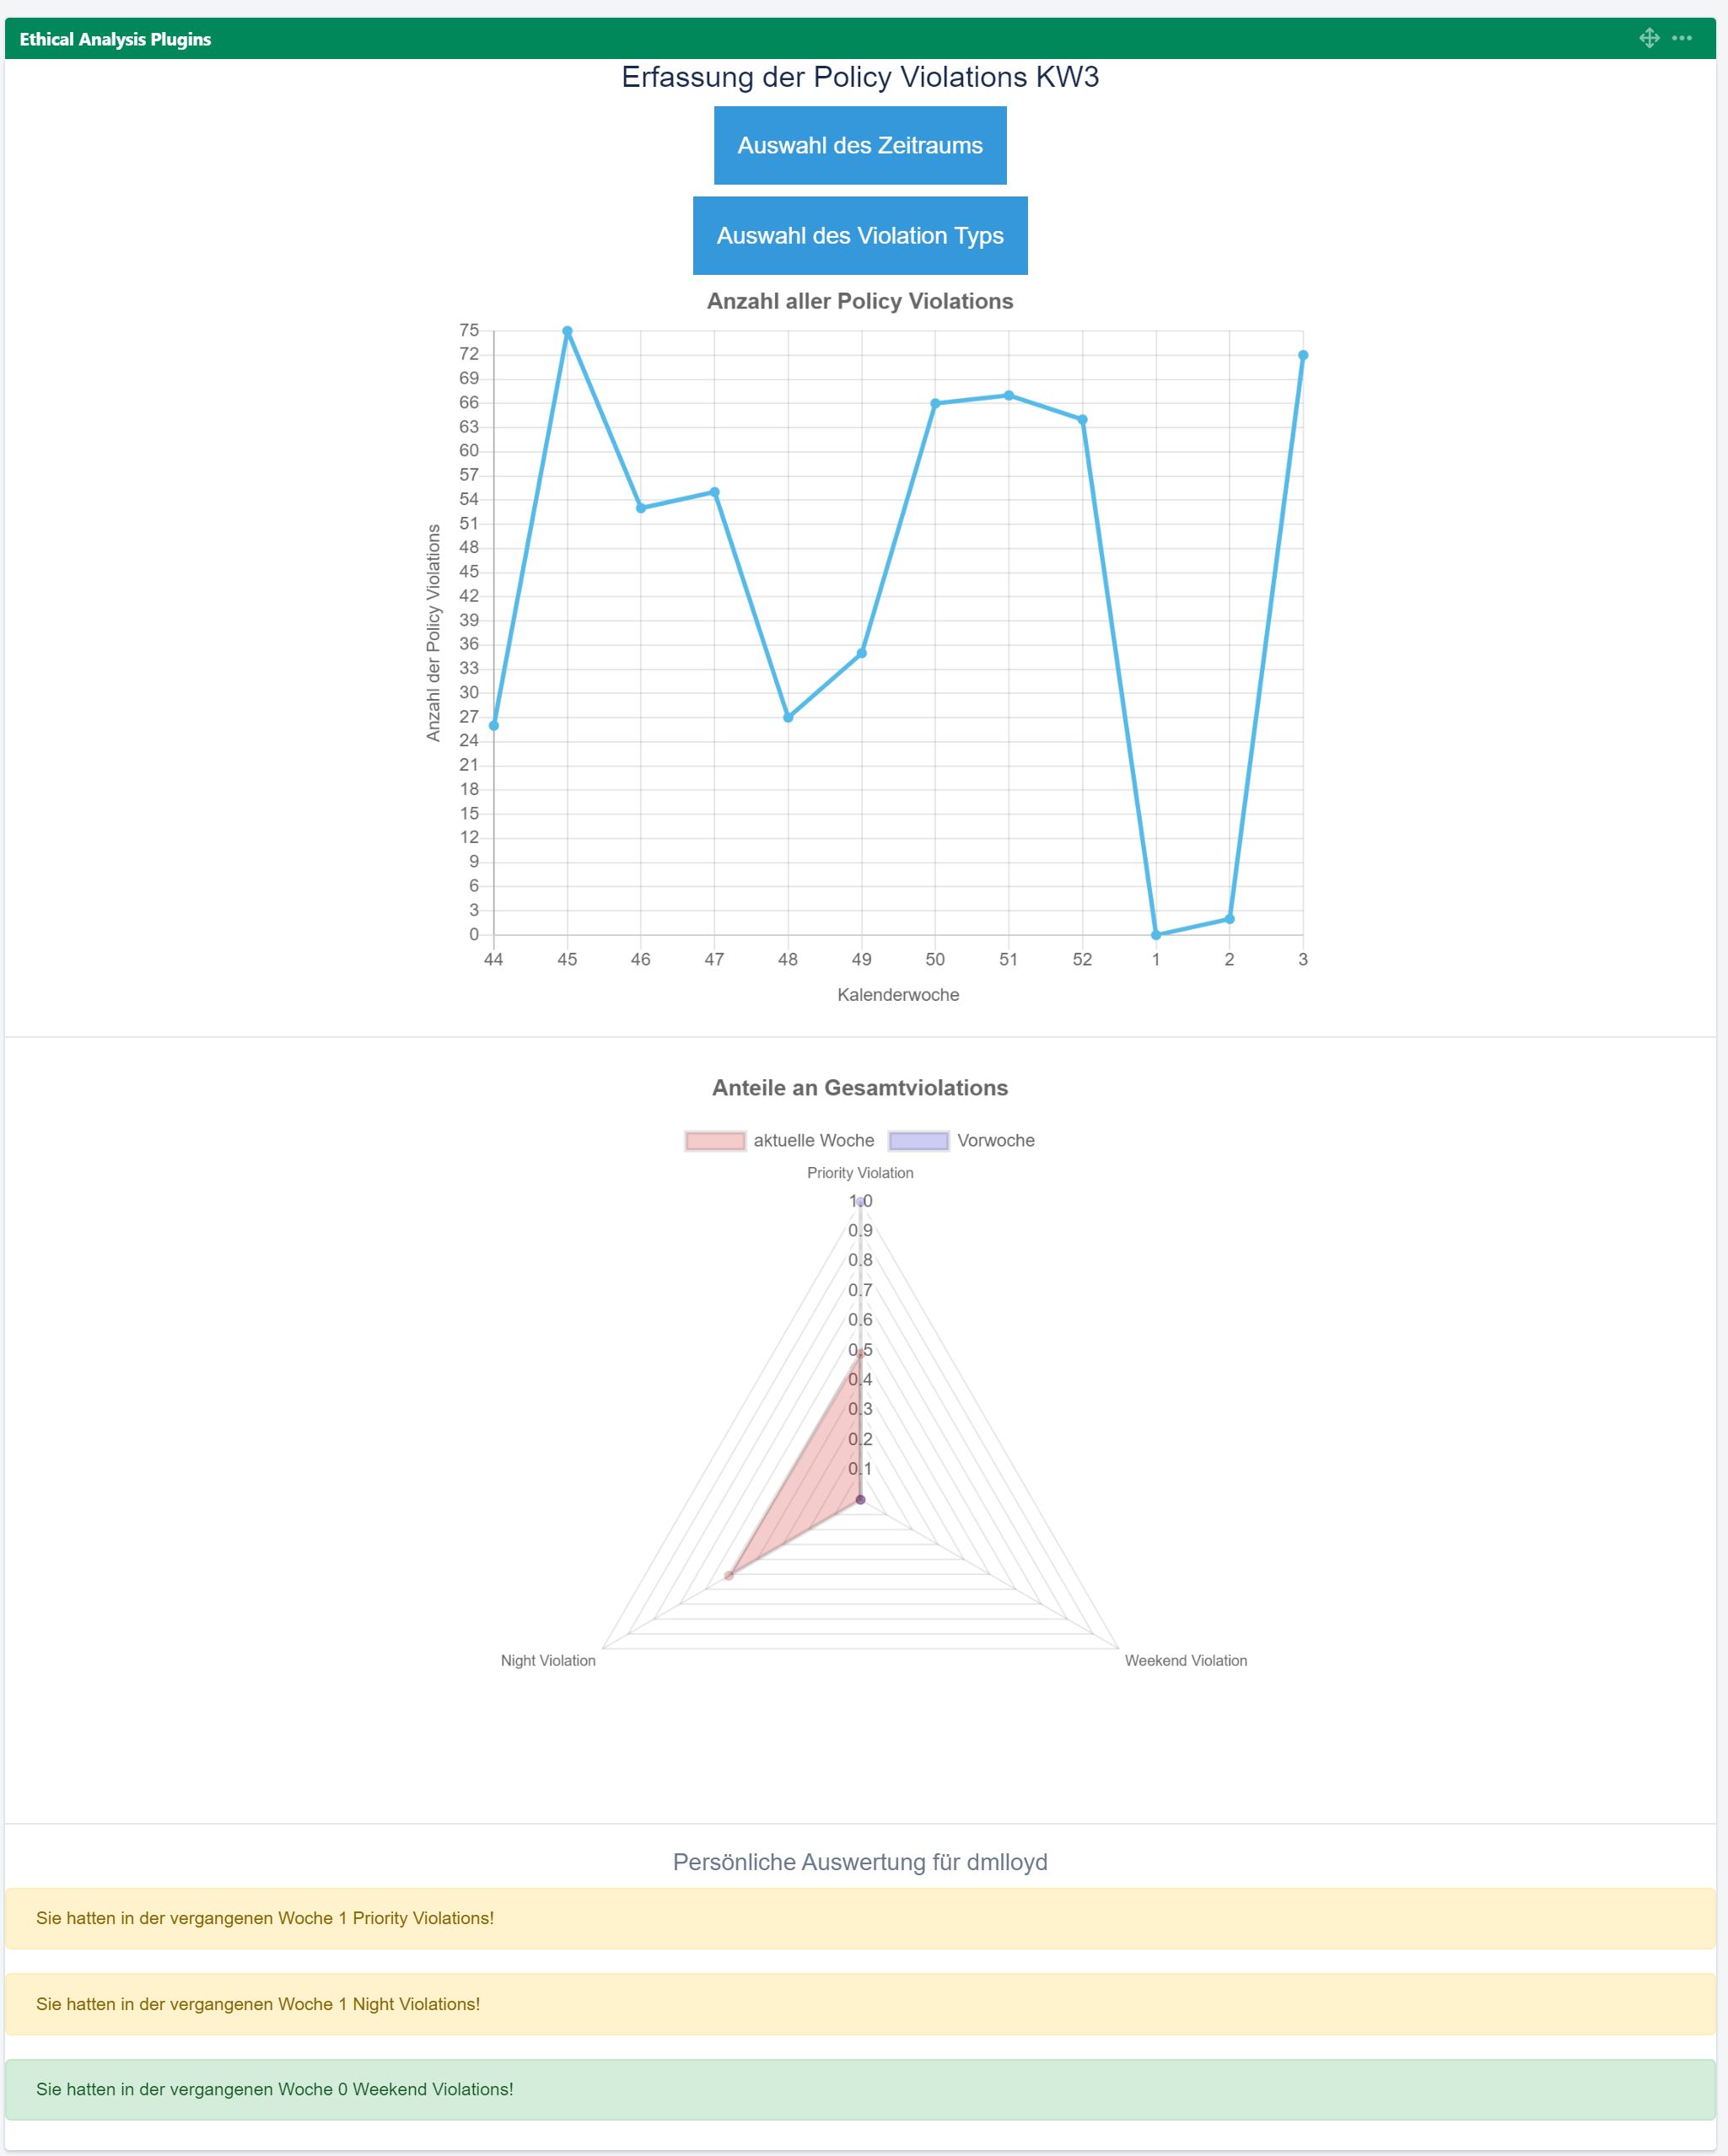 Ethical Analysis Plugins
Erfassung der Policy Violations KW3
Auswahl des Zeitraums
Auswahl des Violation Typs
Anzahl aller Policy Violations
75
72
69
66
63
60
57
54
51
48
45
42
39
36
33
30
27
24
21
18
15
12
9
6
3
0
Anzahl der Policy Violations
44 45 46 47 48 49 50 51 52 1 2 3
Kalenderwoche
Anteile an Gesamtviolations
aktuelle Woche Vorwoche
Priority Violation
1.0
0.9
0.8
0.7
0.6
0.5
0.4
0.3
0.2
0.1
Night Violation Weekend Violation
Persönliche Auswertung für dmlloyd
Sie hatten in der vergangenen Woche 1 Priority Violations!
Sie hatten in der vergangenen Woche 1 Night Violations!
Sie hatten in der vergangenen Woche 0 Weekend Violations!